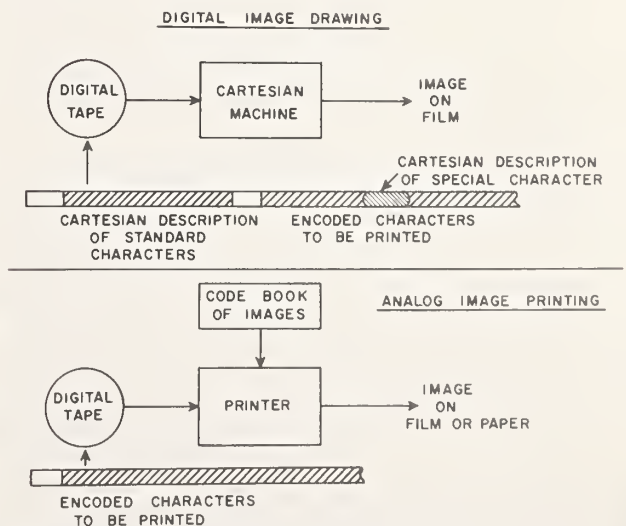 DIGITAL IMAGE DRAWING
DIGITAL
TAPE
CARTESIAN
MACHINE
IMAGE
ON
FILM
CARTESIAN DESCRIPTION
OF SPECIAL CHARACTER
CARTESIAN DESCRIPTION
OF STANDARD
CHARACTERS
ENCODED CHARACTERS
TO BE PRINTED
ANALOG IMAGE PRINTING
CODE BOOK
OF IMAGES
DIGITAL
TAPE
PRINTER
IMAGE
ON
FILM OR PAPER
ENCODED CHARACTERS
TO BE PRINTED